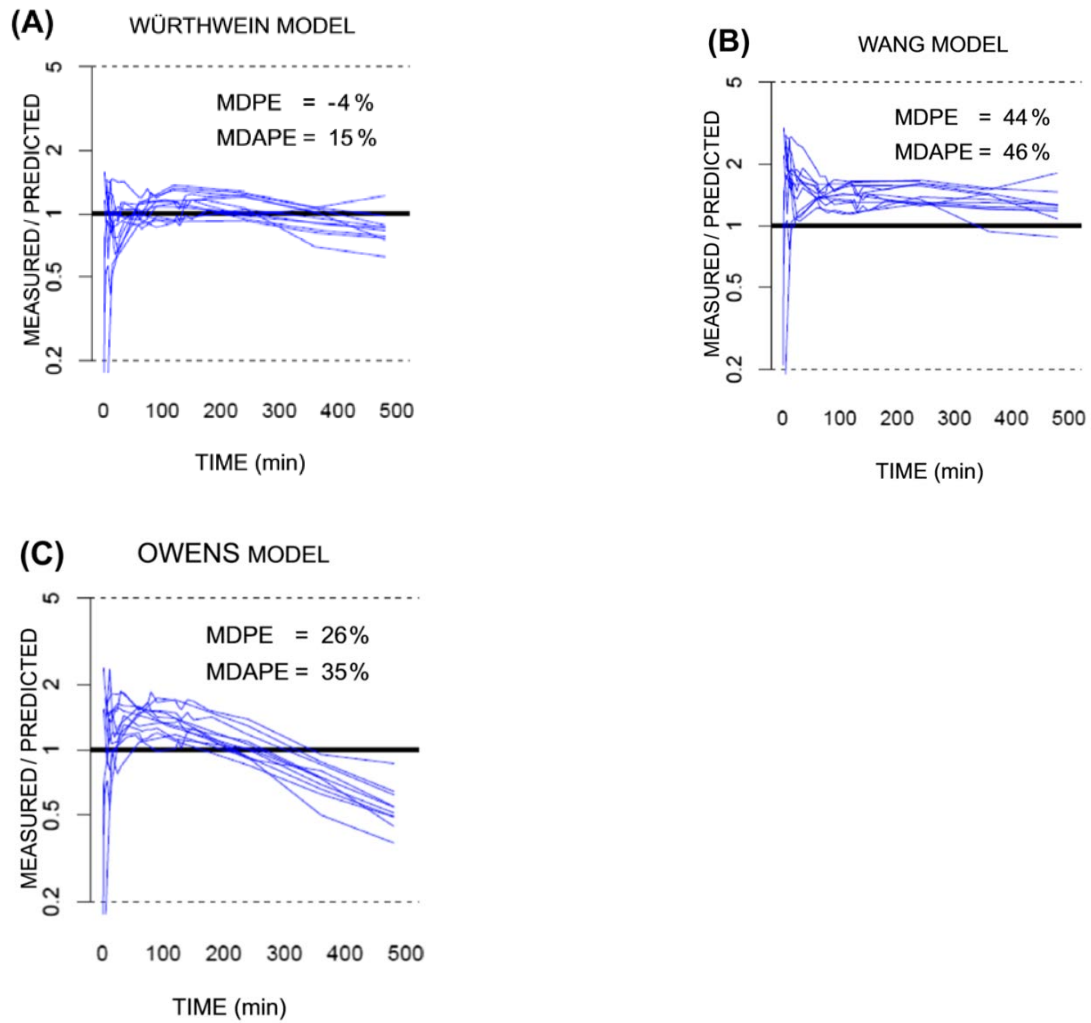 (A)
WÜRTHWEIN MODEL
MEASURED / PREDICTED
5
2
1
0.5
0.2
MDPE = -4 %
MDAPE = 15 %
0 100 200 300 400 500
TIME (min)
(B)
WANG MODEL
MEASURED / PREDICTED
5
2
1
0.5
0.2
MDPE = 44 %
MDAPE = 46 %
0 100 200 300 400 500
TIME (min)
(C)
OWENS MODEL
MEASURED / PREDICTED
5
2
1
0.5
0.2
MDPE = 26 %
MDAPE = 35 %
0 100 200 300 400 500
TIME (min)